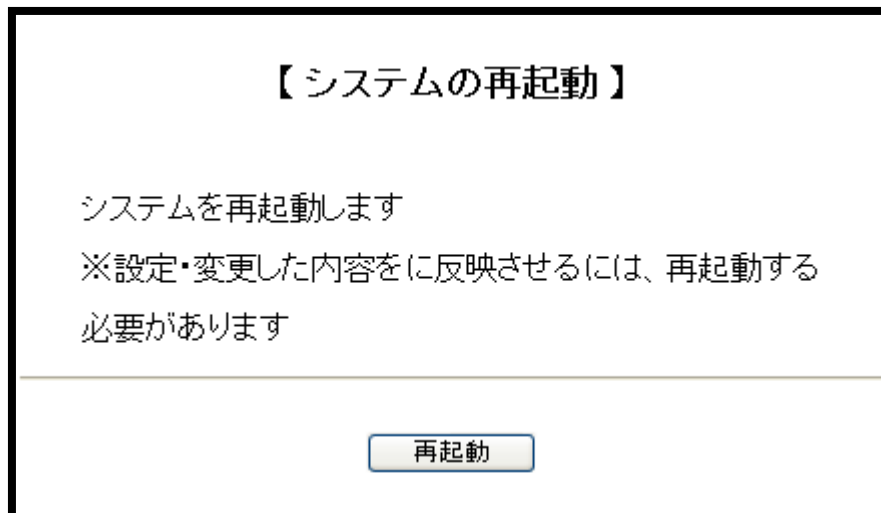 【システムの再起動】
システムを再起動します
※設定・変更した内容をに反映させるには、再起動する
必要があります
再起動